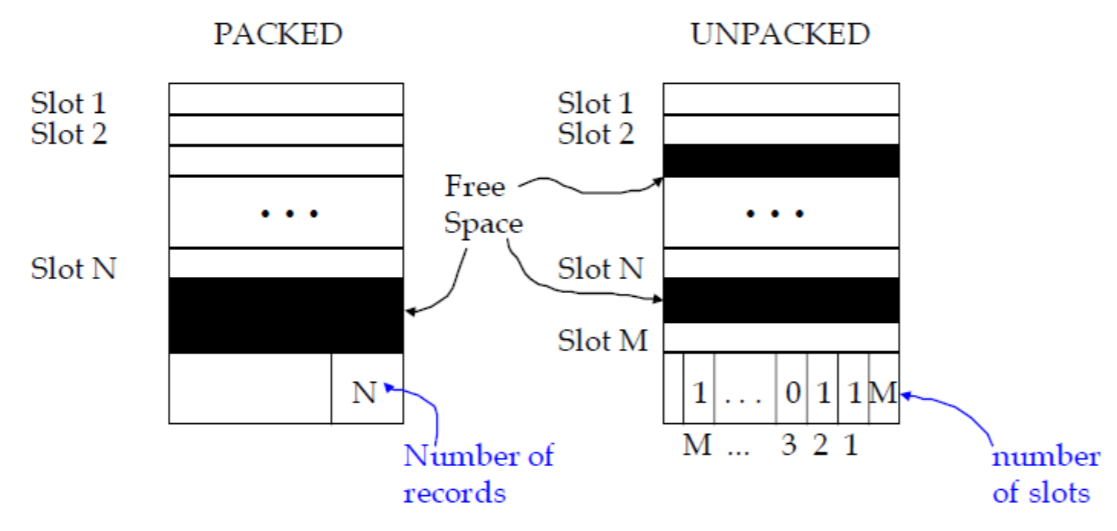 PACKED
UNPACKED
Slot 1
Slot 2
. . .
Slot N
N
Number of
records
Free
Space
Slot 1
Slot 2
. . .
Slot N
Slot M
1 ... 0 1 1 M
M ... 3 2 1
number
of slots